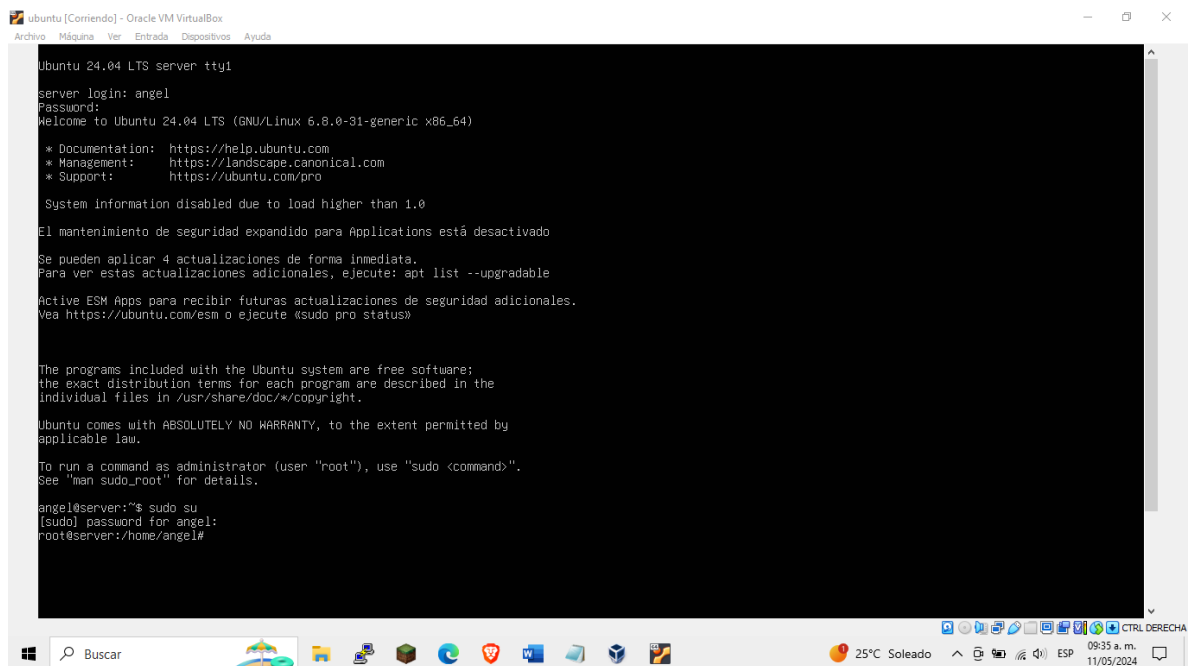 ubuntu [Corriendo] - Oracle VM VirtualBox
Archivo Máquina Ver Entrada Dispositivos Ayuda
Ubuntu 24.04 LTS server tty1
server login: angel
Password:
Welcome to Ubuntu 24.04 LTS (GNU/Linux 6.8.0-31-generic x86_64)
* Documentation: https://help.ubuntu.com
* Management: https://landscape.canonical.com
* Support: https://ubuntu.com/pro
System information disabled due to load higher than 1.0
El mantenimiento de seguridad expandido para Applications está desactivado
Se pueden aplicar 4 actualizaciones de forma inmediata.
Para ver estas actualizaciones adicionales, ejecute: apt list --upgradable
Active ESM Apps para recibir futuras actualizaciones de seguridad adicionales.
Vea https://ubuntu.com/esm o ejecute «sudo pro status»
The programs included with the Ubuntu system are free software;
the exact distribution terms for each program are described in the
individual files in /usr/share/doc/*/copyright.
Ubuntu comes with ABSOLUTELY NO WARRANTY, to the extent permitted by
applicable law.
To run a command as administrator (user "root"), use "sudo <command>".
See "man sudo_root" for details.
angel@server:~$ sudo su
[sudo] password for angel:
root@server:/home/angel#
CTRL DERECHA
Buscar
1
25°C Soleado
ESP
09:35 a. m.
11/05/2024